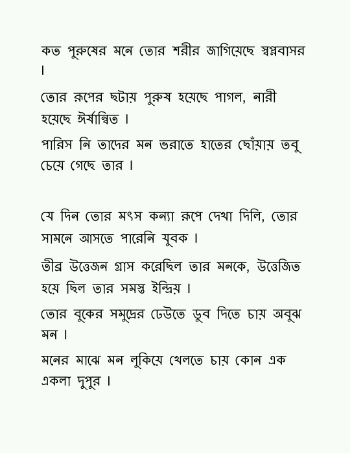 কত পুরুষের মনে তোর শরীর জাগিয়েছে স্বপ্নবাসর
।
তোর রূপের ছটায় পুরুষ হয়েছে পাগল, নারী
হয়েছে ঈর্ষান্বিত ।
পারিস নি তাদের মন ভরাতে হাতের ছোঁয়ায় তবু
চেয়ে গেছে তার ।
যে দিন তোর মৎস কন্যা রূপে দেখা দিলি, তোর
সামনে আসতে পারেনি যুবক ।
তীব্র উত্তেজন গ্রাস করেছিল তার মনকে, উত্তেজিত
হয়ে ছিল তার সমস্ত ইন্দ্রিয় ।
তোর বুকের সমুদ্রের ঢেউতে ডুব দিতে চায় অবুঝ
মন ।
মনের মাঝে মন লুকিয়ে খেলতে চায় কোন এক
একলা দুপুর ।